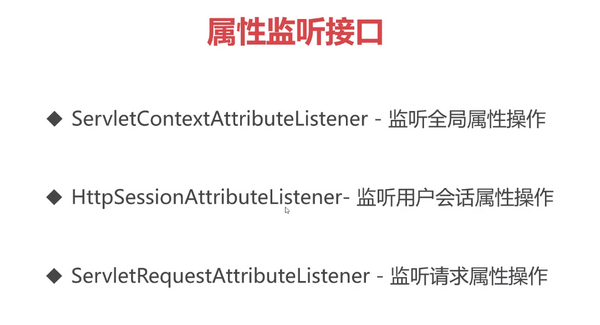 属性监听接口
◆ ServletContextAttributeListener - 监听全局属性操作
◆ HttpSessionAttributeListener- 监听用户会话属性操作
◆ ServletRequestAttributeListener - 监听请求属性操作